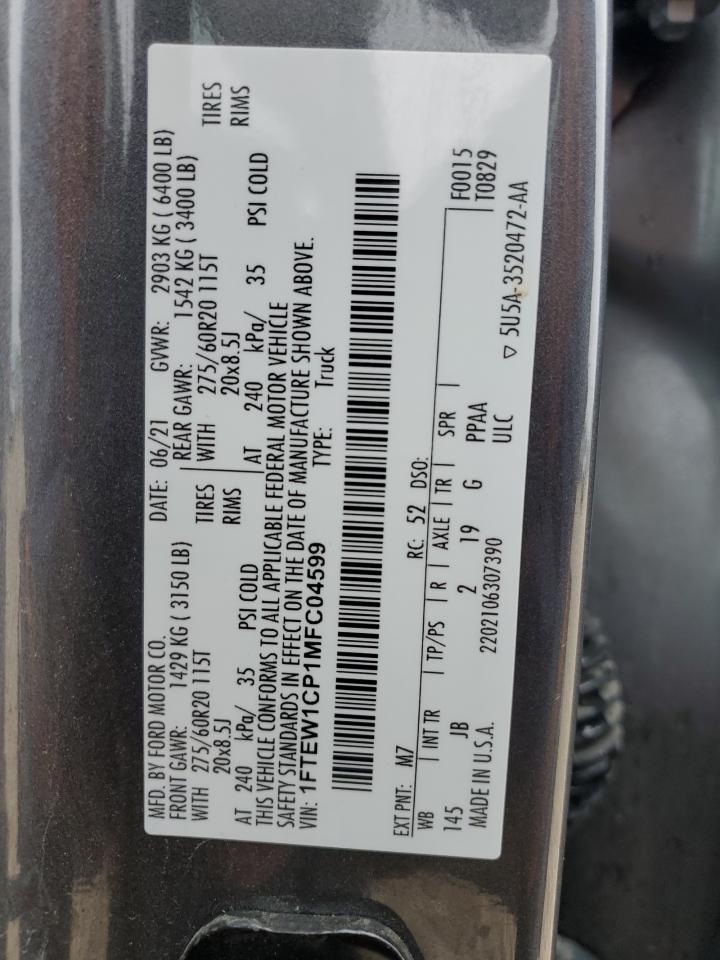 MFD. BY FORD MOTOR CO. DATE: 06/21 GVWR: 2903 KG ( 6400 LB)
FRONT GAWR: 1429 KG ( 3150 LB) REAR GAWR: 1542 KG ( 3400 LB)
WITH 275/60R20 115T TIRES WITH 275/60R20 115T TIRES
20x8.5J RIMS 20x8.5J RIMS
AT 240 kPa/ 35 PSI COLD AT 240 kPa/ 35 PSI COLD
THIS VEHICLE CONFORMS TO ALL APPLICABLE FEDERAL MOTOR VEHICLE
SAFETY STANDARDS IN EFFECT ON THE DATE OF MANUFACTURE SHOWN ABOVE.
VIN: 1FTEW1CP1MFC04599 TYPE: Truck
EXT PNT: M7 RC: 52 DSO: F0015
WB | INT TR | TP/PS | R | AXLE | TR | SPR | T0829
145 JB 2 19 G PPAA
MADE IN U.S.A. 2202106307390 ULC ▽ 5U5A-3520472-AA